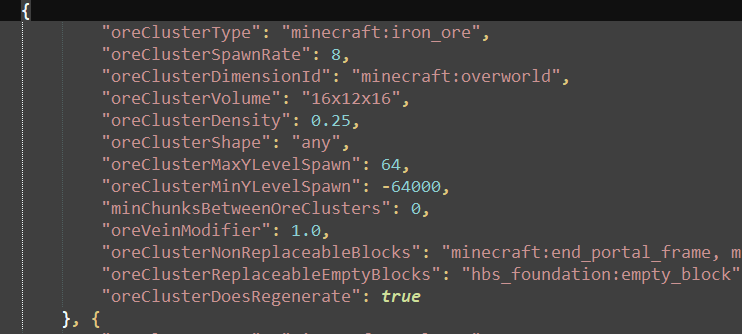 {
"oreClusterType": "minecraft:iron_ore",
"oreClusterSpawnRate": 8,
"oreClusterDimensionId": "minecraft:overworld",
"oreClusterVolume": "16x12x16",
"oreClusterDensity": 0.25,
"oreClusterShape": "any",
"oreClusterMaxYLevelSpawn": 64,
"oreClusterMinYLevelSpawn": -64000,
"minChunksBetweenOreClusters": 0,
"oreVeinModifier": 1.0,
"oreClusterNonReplaceableBlocks": "minecraft:end_portal_frame, m
"oreClusterReplaceableEmptyBlocks": "hbs_foundation:empty_block"
"oreClusterDoesRegenerate": true
}, {